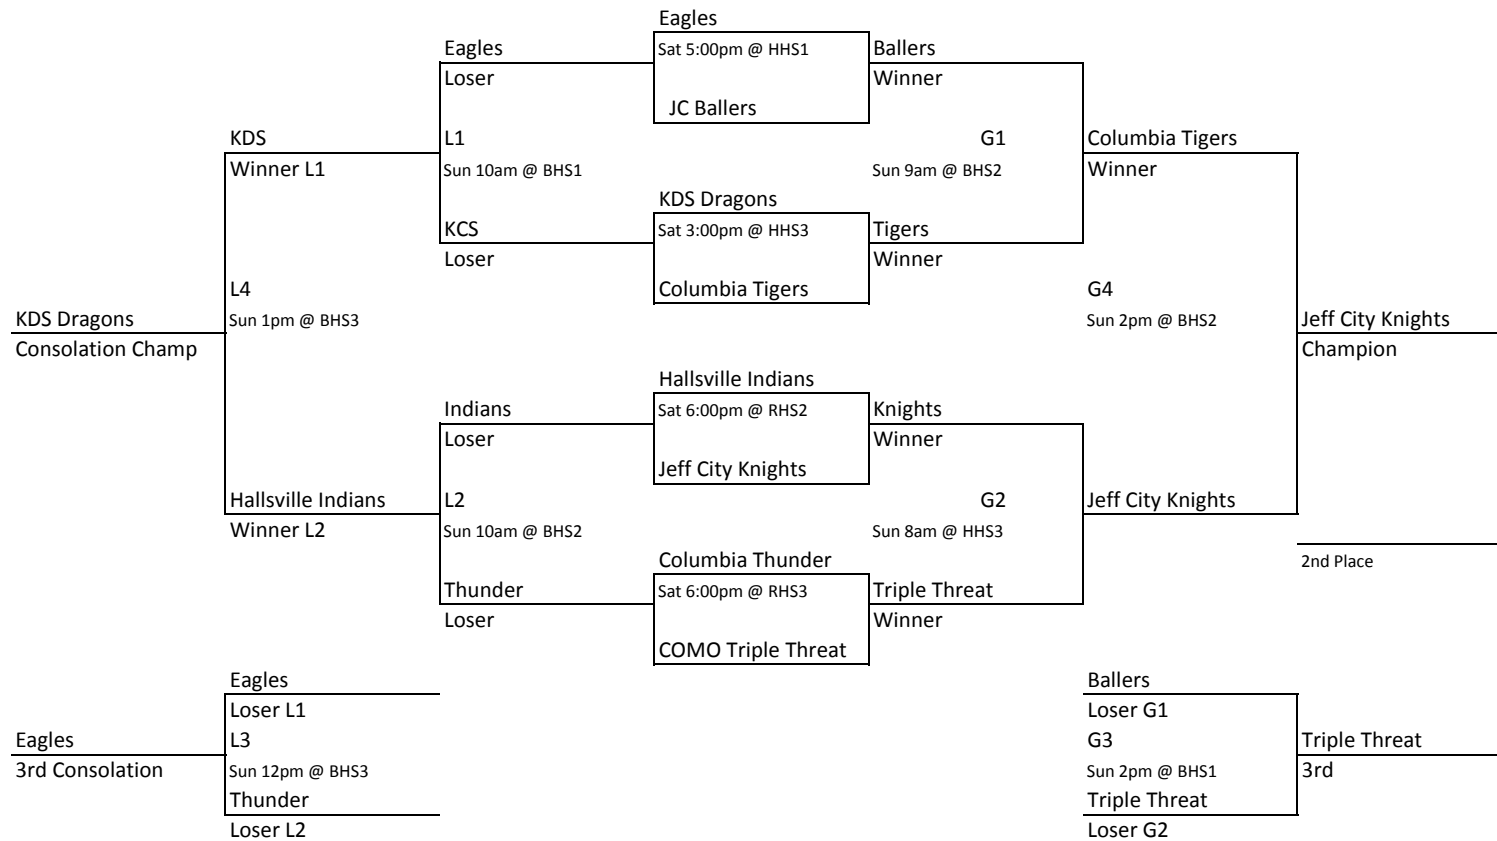 Eagles
Eagles
Sat 5:00pm @ HHS1
Ballers
Loser
Winner
JC Ballers
KDS
L1
G1
Columbia Tigers
Winner L1
Sun 10am @ BHS1
Sun 9am @ BHS2
Winner
KDS Dragons
KCS
Sat 3:00pm @ HHS3
Tigers
Loser
Winner
L4
Columbia Tigers
G4
KDS Dragons
Sun 1pm @ BHS3
Sun 2pm @ BHS2
Jeff City Knights
Consolation Champ
Champion
Hallsville Indians
Indians
Sat 6:00pm @ RHS2
Knights
Loser
Winner
Jeff City Knights
Hallsville Indians
L2
G2
Jeff City Knights
Winner L2
Sun 10am @ BHS2
Sun 8am @ HHS3
Columbia Thunder
2nd Place
Thunder
Sat 6:00pm @ RHS3
Triple Threat
Loser
Winner
COMO Triple Threat
Eagles
Ballers
Loser L1
Loser G1
Eagles
L3
G3
Triple Threat
3rd Consolation
Sun 12pm @ BHS3
Sun 2pm @ BHS1
3rd
Thunder
Triple Threat
Loser L2
Loser G2